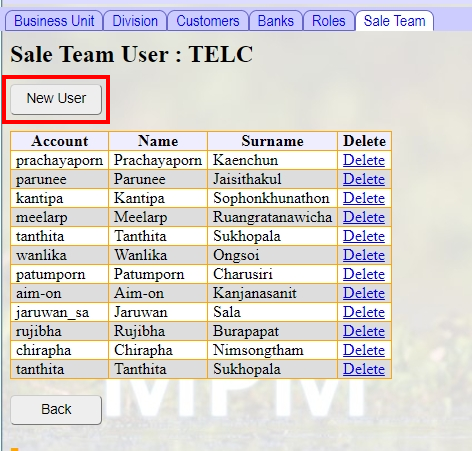 Business Unit Division Customers Banks Roles Sale Team
Sale Team User : TELC
New User
Account Name Surname Delete
prachayaporn Prachayaporn Kaenchun Delete
parunee Parunee Jaisithakul Delete
kantipa Kantipa Sophonkhunathon Delete
meelarp Meelarp Ruangratanawicha Delete
tanthita Tanthita Sukhopala Delete
wanlika Wanlika Ongsoi Delete
patumporn Patumporn Charusiri Delete
aim-on Aim-on Kanjanasanit Delete
jaruwan_sa Jaruwan Sala Delete
rujibha Rujibha Burapapat Delete
chirapha Chirapha Nimsongtham Delete
tanthita Tanthita Sukhopala Delete
Back
MPM